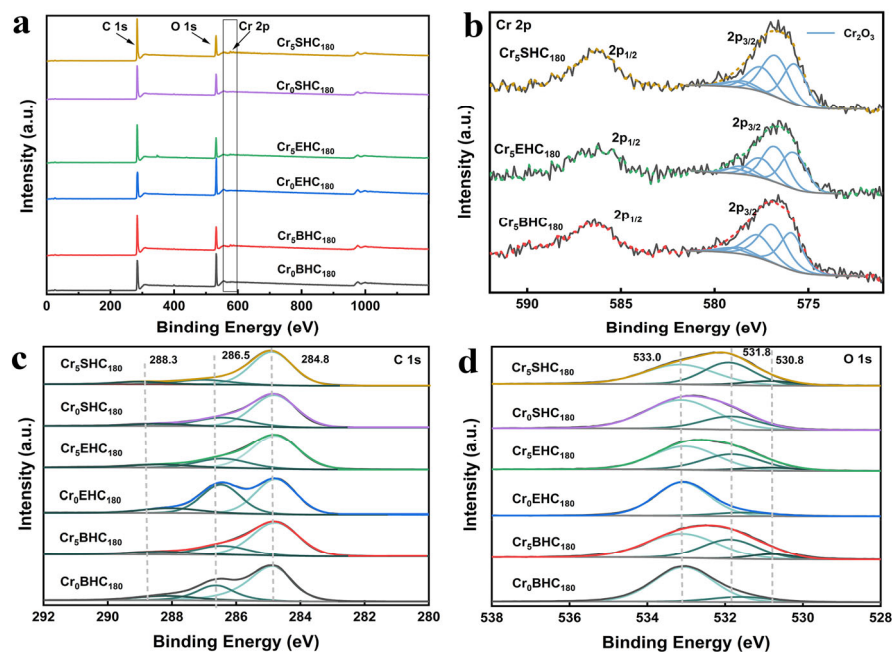 a
C 1s
O 1s
Cr 2p
Cr₅SHC₁₈₀
Cr₀SHC₁₈₀
Cr₅EHC₁₈₀
Cr₀EHC₁₈₀
Cr₅BHC₁₈₀
Cr₀BHC₁₈₀
Intensity (a.u.)
0 200 400 600 800 1000
Binding Energy (eV)
b
Cr 2p
Cr₂O₃
Cr₅SHC₁₈₀
2p₁/₂
2p₃/₂
Cr₅EHC₁₈₀
2p₁/₂
2p₃/₂
Cr₅BHC₁₈₀
2p₁/₂
2p₃/₂
Intensity (a.u.)
590 585 580 575
Binding Energy (eV)
c
C 1s
288.3
286.5
284.8
Cr₅SHC₁₈₀
Cr₀SHC₁₈₀
Cr₅EHC₁₈₀
Cr₀EHC₁₈₀
Cr₅BHC₁₈₀
Cr₀BHC₁₈₀
Intensity (a.u.)
292 290 288 286 284 282 280
Binding Energy (eV)
d
O 1s
533.0
531.8
530.8
Cr₅SHC₁₈₀
Cr₀SHC₁₈₀
Cr₅EHC₁₈₀
Cr₀EHC₁₈₀
Cr₅BHC₁₈₀
Cr₀BHC₁₈₀
Intensity (a.u.)
538 536 534 532 530 528
Binding Energy (eV)